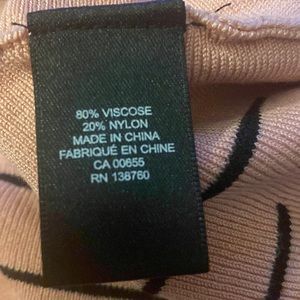 80% VISCOSE
20% NYLON
MADE IN CHINA
FABRIQUÉ EN CHINE
CA 00655
RN 138760